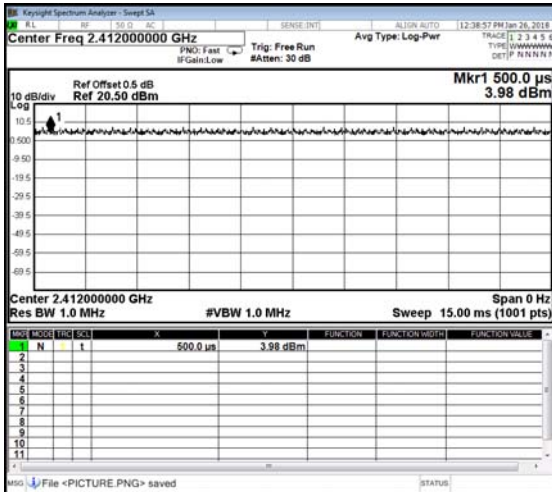 Keysight Spectrum Analyzer - Swept SA
RL RF 50 Ω AC SENSE:INT ALIGN AUTO 12:38:57 PM Jan 26, 2018
Center Freq 2.412000000 GHz
PNO: Fast
IFGain:Low
Trig: Free Run
#Atten: 30 dB
Avg Type: Log-Pwr
TRACE 1 2 3 4 5 6
TYPE WWWWWW
DET P NNNNN
Ref Offset 0.5 dB
Ref 20.50 dBm
10 dB/div
Log
Mkr1 500.0 µs
3.98 dBm
1
10.5
0.500
-9.50
-19.5
-29.5
-39.5
-49.5
-59.5
-69.5
Center 2.412000000 GHz Span 0 Hz
Res BW 1.0 MHz #VBW 1.0 MHz Sweep 15.00 ms (1001 pts)
MKR MODE TRC SCL X Y FUNCTION FUNCTION WIDTH FUNCTION VALUE
1 N 1 t 500.0 µs 3.98 dBm
2
3
4
5
6
7
8
9
10
11
MSG File <PICTURE.PNG> saved STATUS